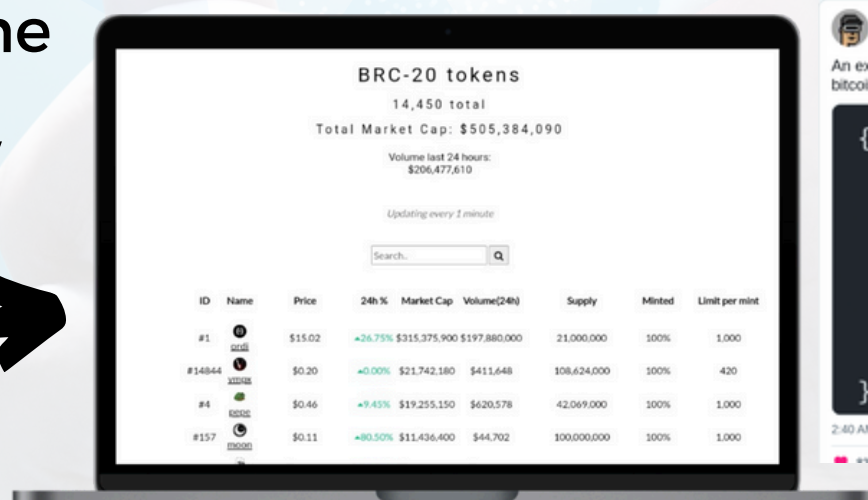 ne
BRC-20 tokens
14,450 total
Total Market Cap: $505,384,090
Volume last 24 hours:
$206,477,610
Updating every 1 minute
Search..
ID Name Price 24h % Market Cap Volume(24h) Supply Minted Limit per mint
#1 ordi $15.02 26.75% $315,375,900 $197,880,000 21,000,000 100% 1,000
#14844 vmpx $0.20 0.00% $21,742,180 $411,648 108,624,000 100% 420
#4 pepe $0.46 9.45% $19,255,150 $620,578 42,069,000 100% 1,000
#157 moon $0.11 80.50% $11,436,400 $44,702 100,000,000 100% 1,000
An ex
bitcoi
{
}
2:40 AM